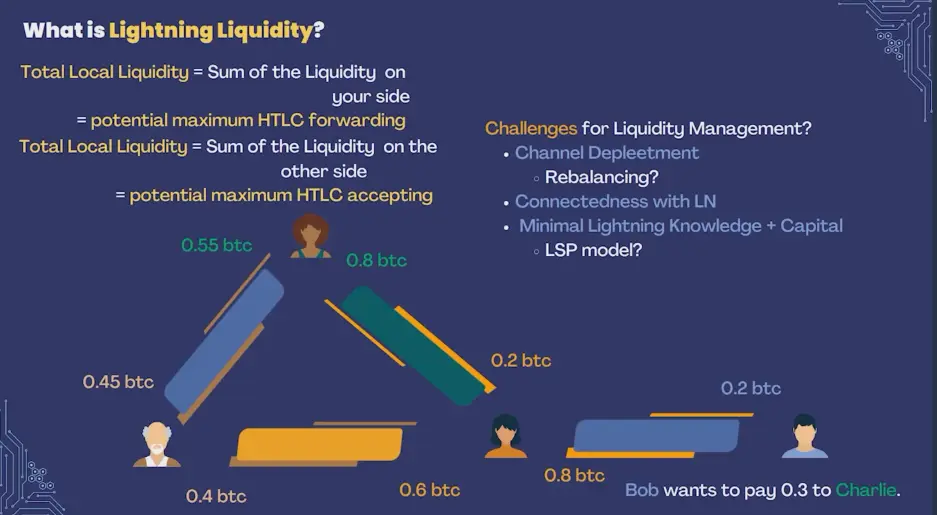 What is Lightning Liquidity?
Total Local Liquidity = Sum of the Liquidity on
your side
= potential maximum HTLC forwarding
Total Local Liquidity = Sum of the Liquidity on the
other side
= potential maximum HTLC accepting
Challenges for Liquidity Management?
• Channel Depleetment
◦ Rebalancing?
• Connectedness with LN
• Minimal Lightning Knowledge + Capital
◦ LSP model?
0.55 btc
0.8 btc
0.45 btc
0.2 btc
0.2 btc
0.4 btc
0.6 btc
0.8 btc
Bob wants to pay 0.3 to Charlie.